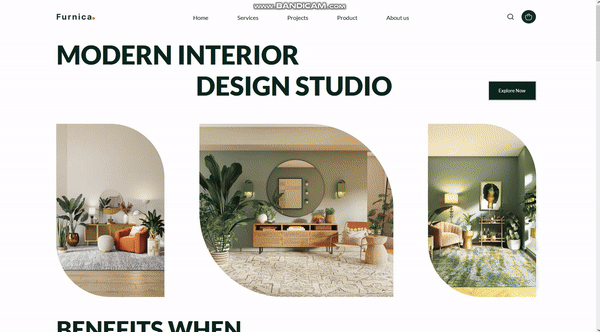 www.BANDICAM.com
Furnica.
Home Services Projects Product About us
MODERN INTERIOR
DESIGN STUDIO
Explore Now
BENEFITS WHEN